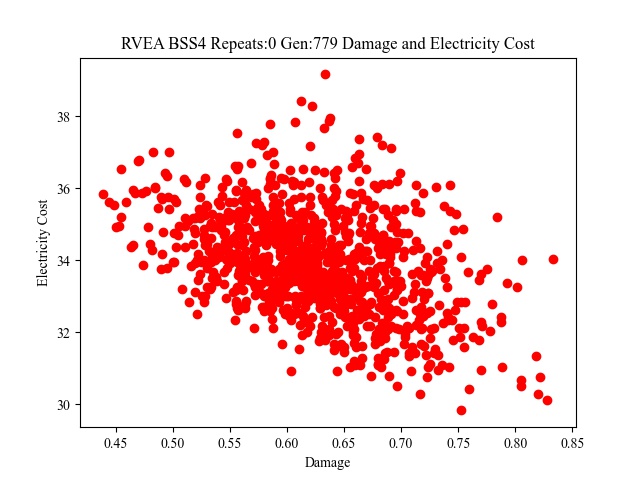 RVEA BSS4 Repeats:0 Gen:779 Damage and Electricity Cost
Electricity Cost
38
36
34
32
30
0.45 0.50 0.55 0.60 0.65 0.70 0.75 0.80 0.85
Damage